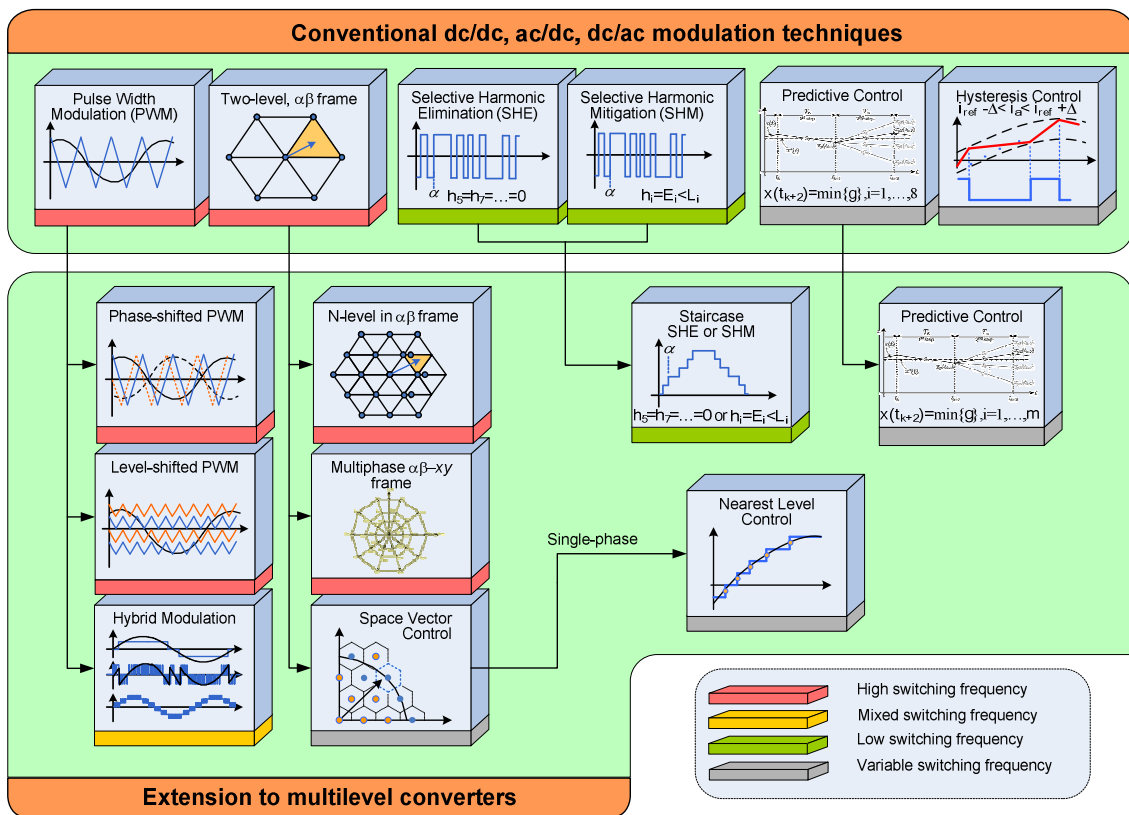 Conventional dc/dc, ac/dc, dc/ac modulation techniques
Pulse Width
Modulation (PWM)
Two-level, αβ frame
Selective Harmonic
Elimination (SHE)
α
h₅=h₇=…=0
Selective Harmonic
Mitigation (SHM)
α
hᵢ=Eᵢ<Lᵢ
Predictive Control
x(tₖ₊₂)=min{g},i=1,…,8
Hysteresis Control
i_ref -Δ< i_a< i_ref +Δ
Phase-shifted PWM
N-level in αβ frame
Staircase
SHE or SHM
α
h₅=h₇=…=0 or hᵢ=Eᵢ<Lᵢ
Predictive Control
x(tₖ₊₂)=min{g},i=1,…,m
Level-shifted PWM
Multiphase αβ–xy
frame
Nearest Level
Control
Single-phase
Hybrid Modulation
Space Vector
Control
High switching frequency
Mixed switching frequency
Low switching frequency
Variable switching frequency
Extension to multilevel converters